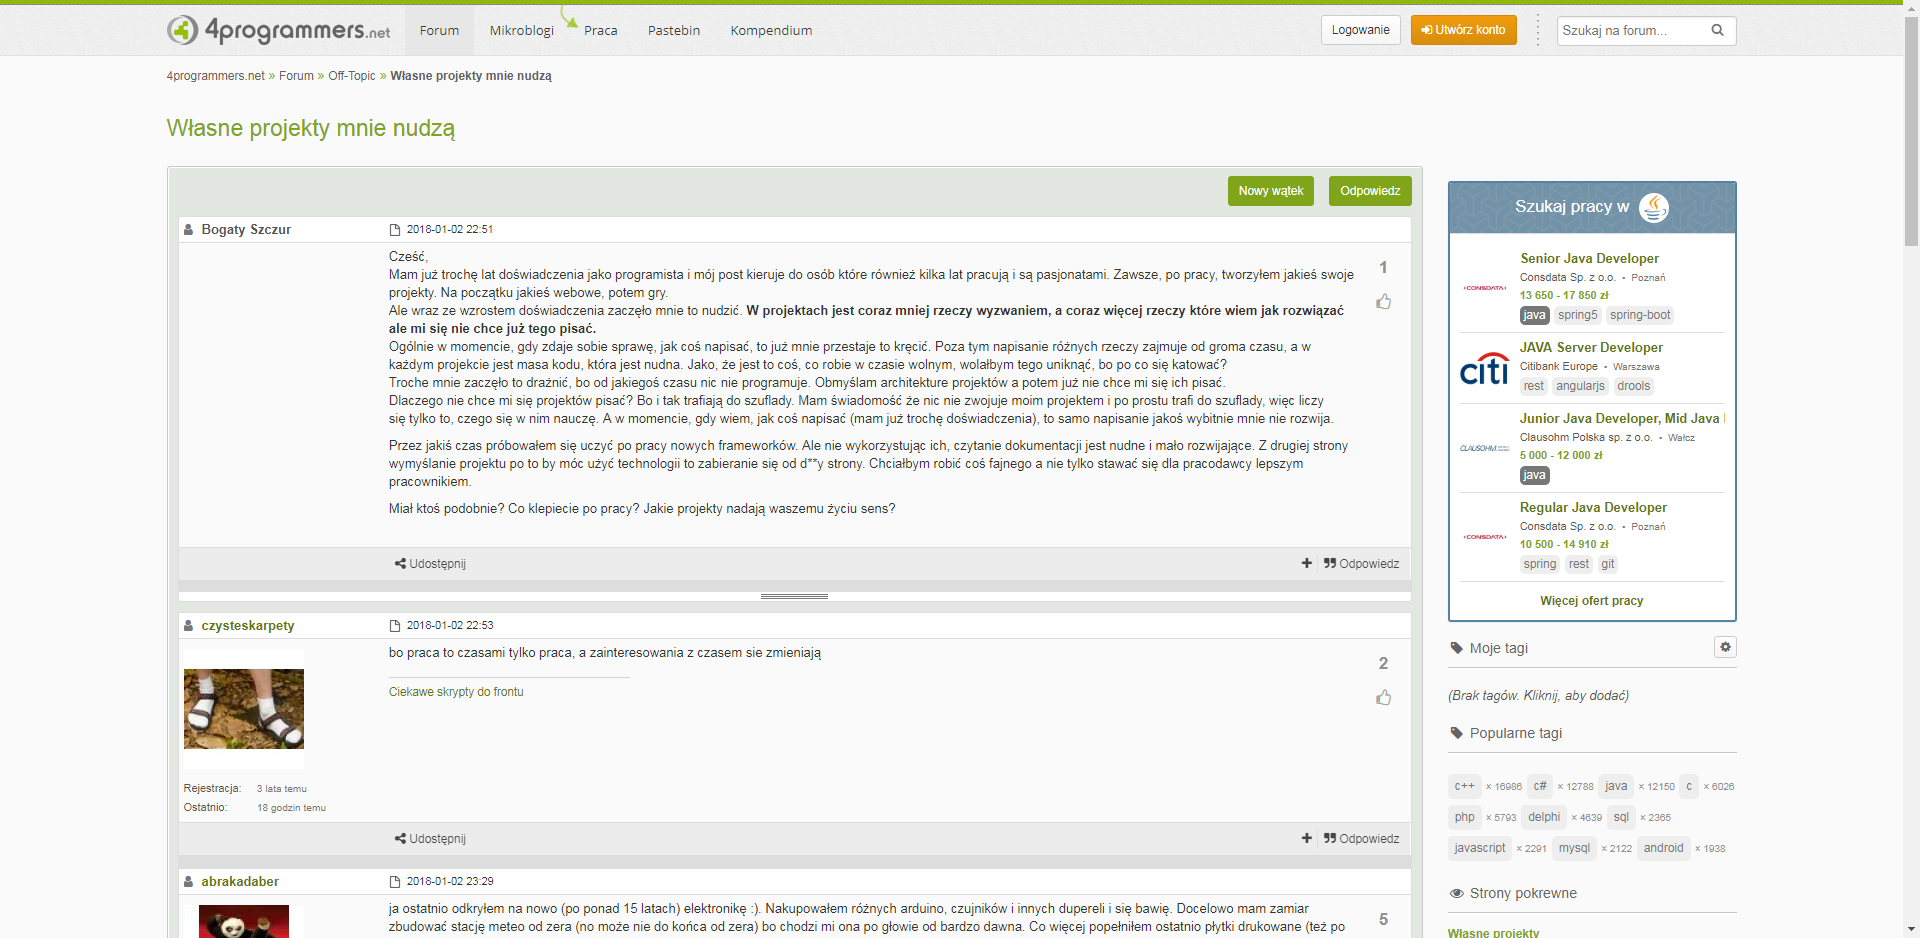 4programmers.net
Forum
Mikroblogi
Praca
Pastebin
Kompendium
Logowanie
Utwórz konto
Szukaj na forum...
4programmers.net » Forum » Off-Topic » Własne projekty mnie nudzą
Własne projekty mnie nudzą
Nowy wątek
Odpowiedz
Bogaty Szczur
2018-01-02 22:51
Cześć,
Mam już trochę lat doświadczenia jako programista i mój post kieruje do osób które również kilka lat pracują i są pasjonatami. Zawsze, po pracy, tworzyłem jakieś swoje
projekty. Na początku jakieś webowe, potem gry.
Ale wraz ze wzrostem doświadczenia zaczęło mnie to nudzić. W projektach jest coraz mniej rzeczy wyzwaniem, a coraz więcej rzeczy które wiem jak rozwiązać
ale mi się nie chce już tego pisać.
Ogólnie w momencie, gdy zdaje sobie sprawę, jak coś napisać, to już mnie przestaje to kręcić. Poza tym napisanie różnych rzeczy zajmuje od groma czasu, a w
każdym projekcie jest masa kodu, która jest nudna. Jako, że jest to coś, co robie w czasie wolnym, wolałbym tego uniknąć, bo po co się katować?
Troche mnie zaczęło to draźnić, bo od jakiegoś czasu nic nie programuje. Obmyślam architekture projektów a potem już nie chce mi się ich pisać.
Dlaczego nie chce mi się projektów pisać? Bo i tak trafiają do szuflady. Mam świadomość że nic nie zwojuje moim projektem i po prostu trafi do szuflady, więc liczy
się tylko to, czego się w nim nauczę. A w momencie, gdy wiem, jak coś napisać (mam już trochę doświadczenia), to samo napisanie jakoś wybitnie mnie nie rozwija.
Przez jakiś czas próbowałem się uczyć po pracy nowych frameworków. Ale nie wykorzystując ich, czytanie dokumentacji jest nudne i mało rozwijające. Z drugiej strony
wymyślanie projektu po to by móc użyć technologii to zabieranie się od d**y strony. Chciałbym robić coś fajnego a nie tylko stawać się dla pracodawcy lepszym
pracownikiem.
Miał ktoś podobnie? Co klepiecie po pracy? Jakie projekty nadają waszemu życiu sens?
1
Udostępnij
Odpowiedz
czysteskarpety
2018-01-02 22:53
bo praca to czasami tylko praca, a zainteresowania z czasem sie zmieniają
Ciekawe skrypty do frontu
2
Rejestracja: 3 lata temu
Ostatnio: 18 godzin temu
Udostępnij
Odpowiedz
abrakadaber
2018-01-02 23:29
ja ostatnio odkryłem na nowo (po ponad 15 latach) elektronikę :). Nakupowałem różnych arduino, czujników i innych dupereli i się bawię. Docelowo mam zamiar
zbudować stację meteo od zera (no może nie do końca od zera) bo chodzi mi ona po głowie od bardzo dawna. Co więcej popełniłem ostatnio płytki drukowane (też po
5
Szukaj pracy w
CONSDATA
Senior Java Developer
Consdata Sp. z o.o. • Poznań
13 650 - 17 850 zł
java spring5 spring-boot
citi
JAVA Server Developer
Citibank Europe • Warszawa
rest angularjs drools
CLAUSOHM
Junior Java Developer, Mid Java
Clausohm Polska sp. z o.o. • Wałcz
5 000 - 12 000 zł
java
CONSDATA
Regular Java Developer
Consdata Sp. z o.o. • Poznań
10 500 - 14 910 zł
spring rest git
Więcej ofert pracy
Moje tagi
(Brak tagów. Kliknij, aby dodać)
Popularne tagi
c++ × 16986 c# × 12788 java × 12150 c × 6026
php × 5793 delphi × 4639 sql × 2365
javascript × 2291 mysql × 2122 android × 1938
Strony pokrewne
Własne projekty